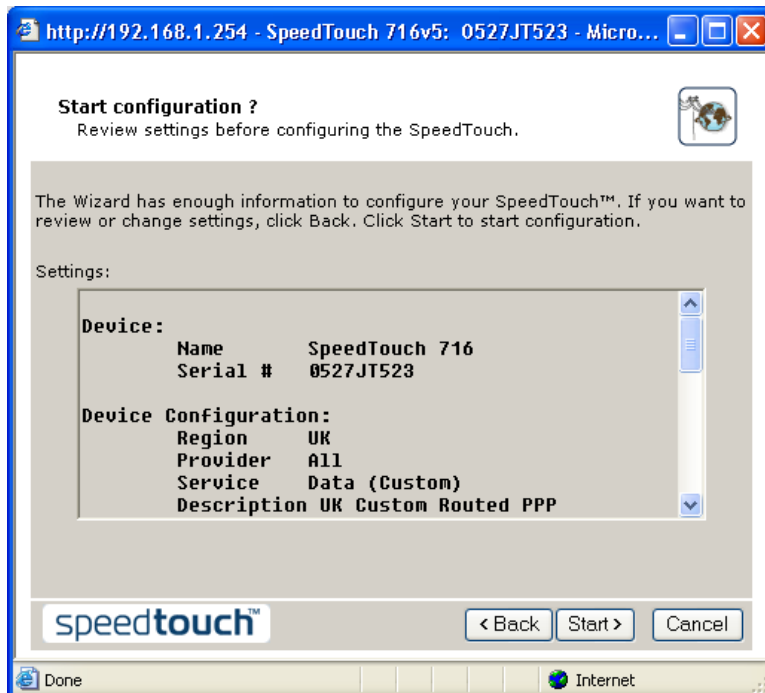 http://192.168.1.254 - SpeedTouch 716v5:  0527JT523 - Micro...
Start configuration ?
Review settings before configuring the SpeedTouch.
The Wizard has enough information to configure your SpeedTouch™. If you want to
review or change settings, click Back. Click Start to start configuration.
Settings:
Device:
Name SpeedTouch 716
Serial # 0527JT523
Device Configuration:
Region UK
Provider All
Service Data (Custom)
Description UK Custom Routed PPP
speedtouch™
< Back Start > Cancel
Done Internet